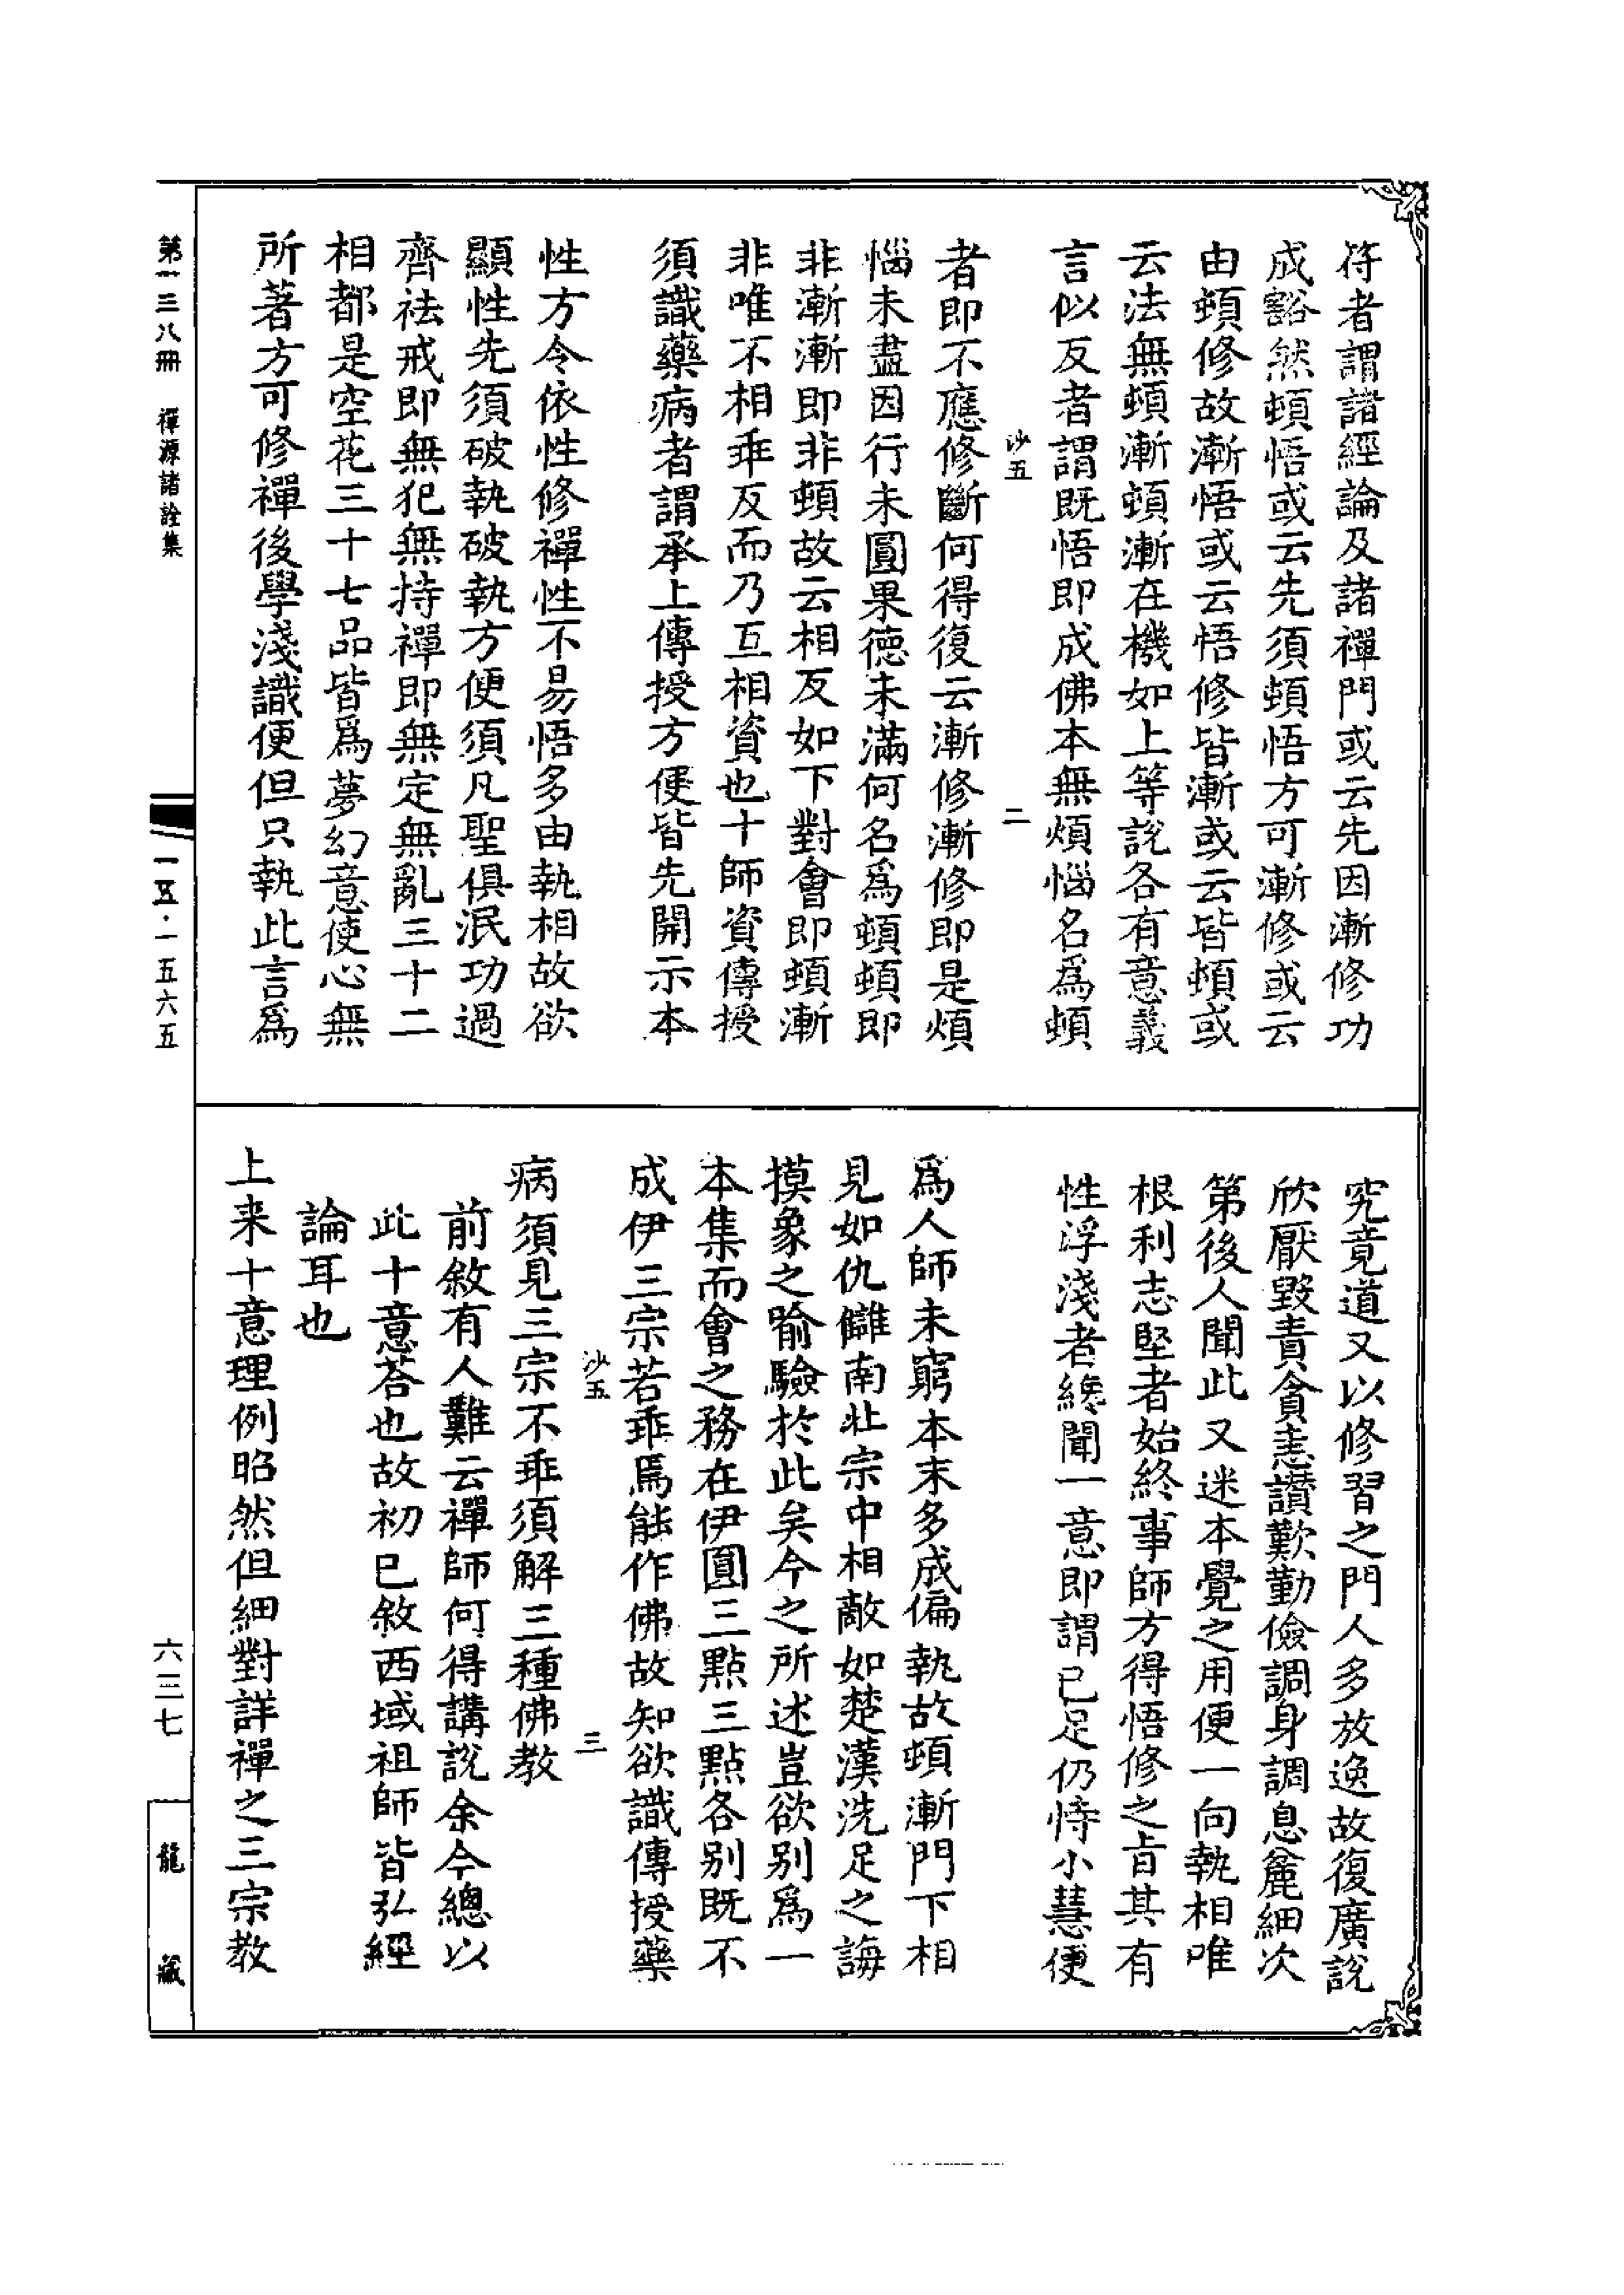 符者謂諸經論及諸禪門或云先因漸修功
成豁然頓悟或云先須頓悟方可漸修或云
由頓修故漸悟或云悟修皆漸或云皆頓或
云法無頓漸頓漸在機如上等說各有意義
言似反者謂既悟即成佛本無煩惱名為頓
沙五
二
者即不應修斷何得復云漸修漸修即是煩
惱未盡因行未圓果德未滿何名為頓頓即
非漸漸即非頓故云相反如下對會即頓漸
非唯不相乖反而乃互相資也十師資傳授
須識藥病者謂承上傳授方便皆先開示本
性方令依性修禪性不易悟多由執相故欲
顯性先須破執破執方便須凡聖俱泯功過
齊祛戒即無犯無持禪即無定無亂三十二
相都是空花三十七品皆爲夢幻意使心無
所著方可修禪後學淺識便但只執此言爲
究竟道又以修習之門人多放逸故復廣說
欣厭毀責貪恚讚歎勤儉調身調息麁細次
第後人聞此又迷本覺之用便一向執相唯
根利志堅者始終事師方得悟修之旨其有
性浮淺者纔聞一意即謂已足仍恃小慧便
爲人師未窮本末多成偏執故頓漸門下相
見如仇讎南北宗中相敵如楚漢洗足之誨
摸象之喻驗於此矣今之所述豈欲別爲一
本集而會之務在伊圓三點三點各別既不
成伊三宗若乖焉能作佛故知欲識傳授藥
沙五
三
病須見三宗不乖須解三種佛教
前敘有人難云禪師何得講說余今總以
此十意荅也故初已敘西域祖師皆弘經
論耳也
上来十意理例昭然但細對詳禪之三宗教
第一三八冊 禪源諸詮集
一五·一五六五
六三七
龍藏